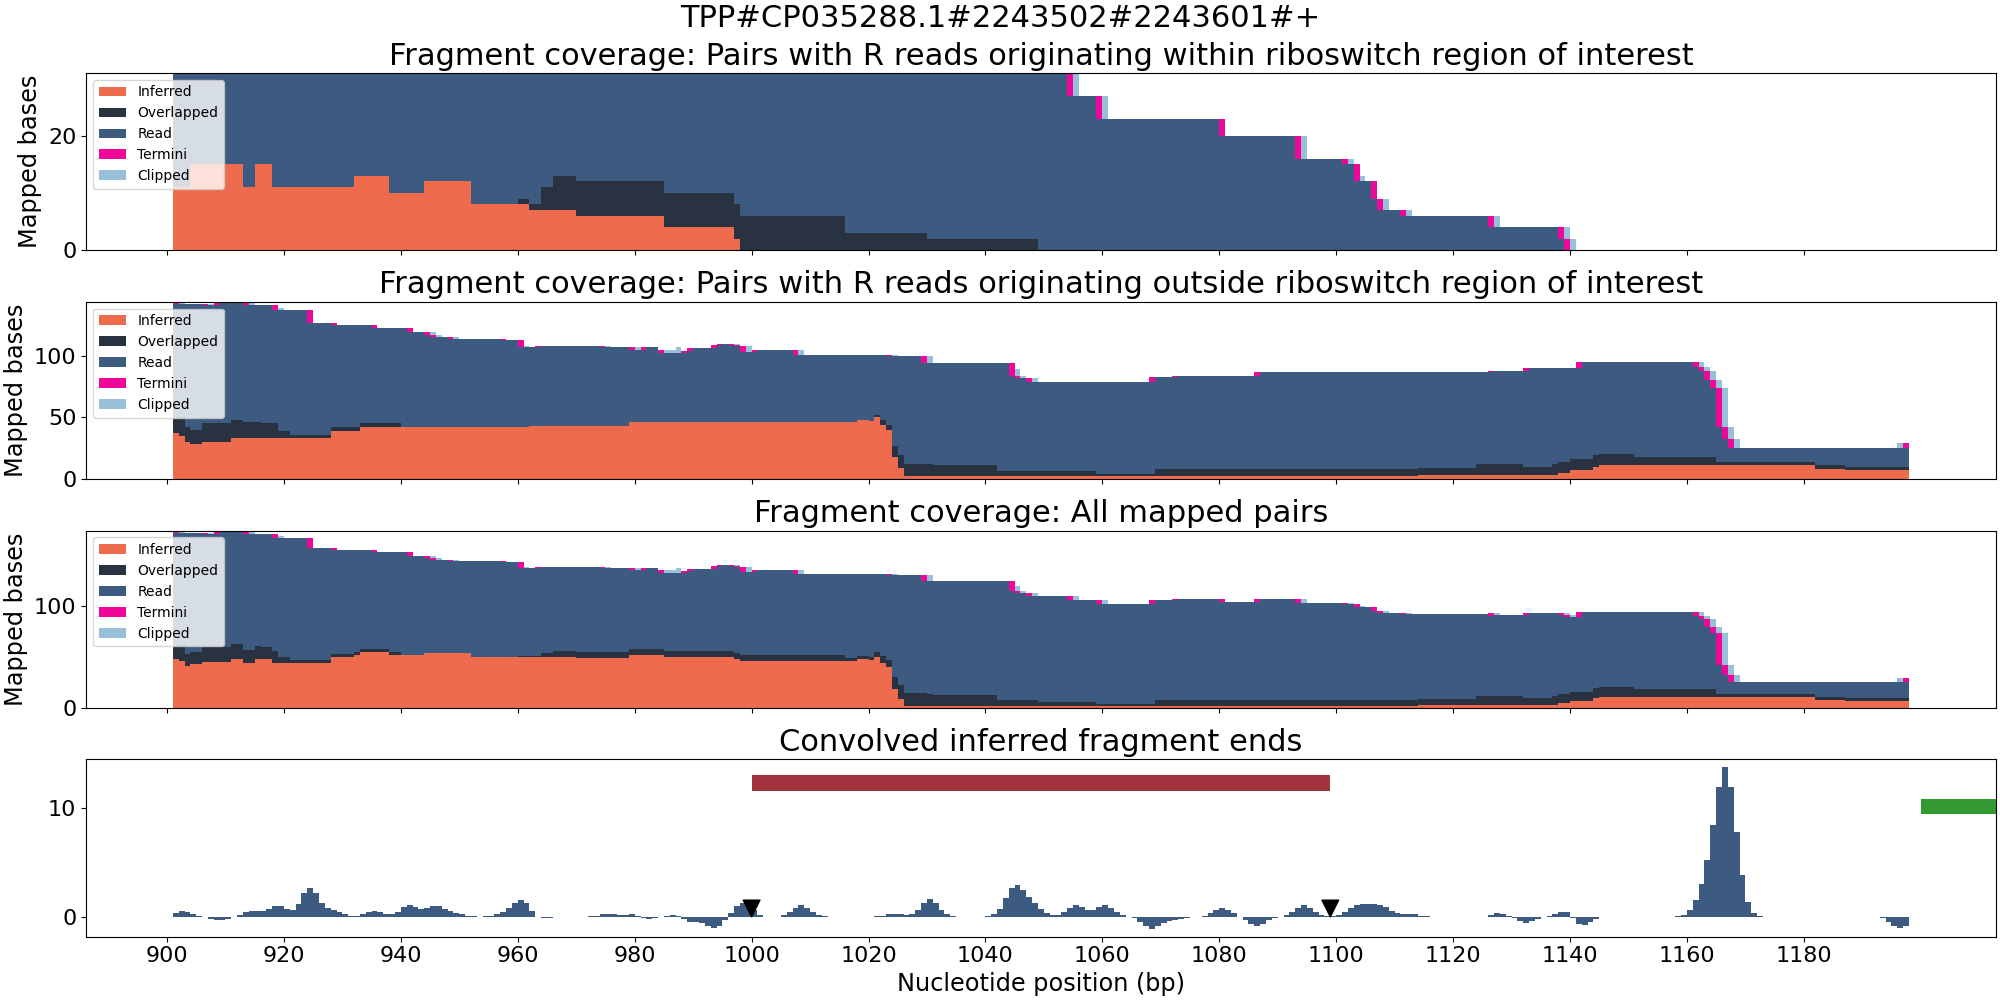 TPP#CP035288.1#2243502#2243601#+
Fragment coverage: Pairs with R reads originating within riboswitch region of interest
Mapped bases
20
0
Inferred
Overlapped
Read
Termini
Clipped
Fragment coverage: Pairs with R reads originating outside riboswitch region of interest
Mapped bases
100
50
0
Inferred
Overlapped
Read
Termini
Clipped
Fragment coverage: All mapped pairs
Mapped bases
100
0
Inferred
Overlapped
Read
Termini
Clipped
Convolved inferred fragment ends
10
0
900 920 940 960 980 1000 1020 1040 1060 1080 1100 1120 1140 1160 1180
Nucleotide position (bp)